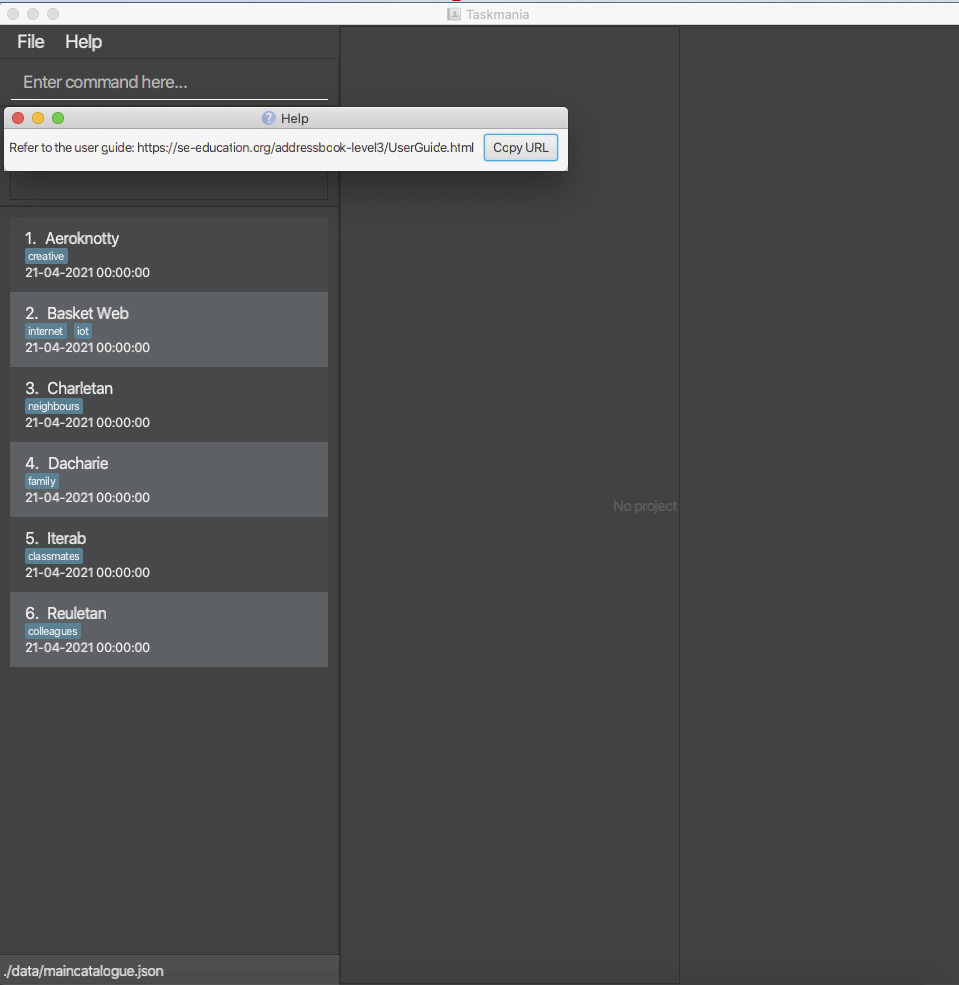 Taskmania
File Help
Enter command here...
Help
Refer to the user guide: https://se-education.org/addressbook-level3/UserGuide.html Copy URL
1. Aeroknotty
creative
21-04-2021 00:00:00
2. Basket Web
internet iot
21-04-2021 00:00:00
3. Charletan
neighbours
21-04-2021 00:00:00
4. Dacharie
family
21-04-2021 00:00:00
5. Iterab
classmates
21-04-2021 00:00:00
6. Reuletan
colleagues
21-04-2021 00:00:00
No project
./data/maincatalogue.json